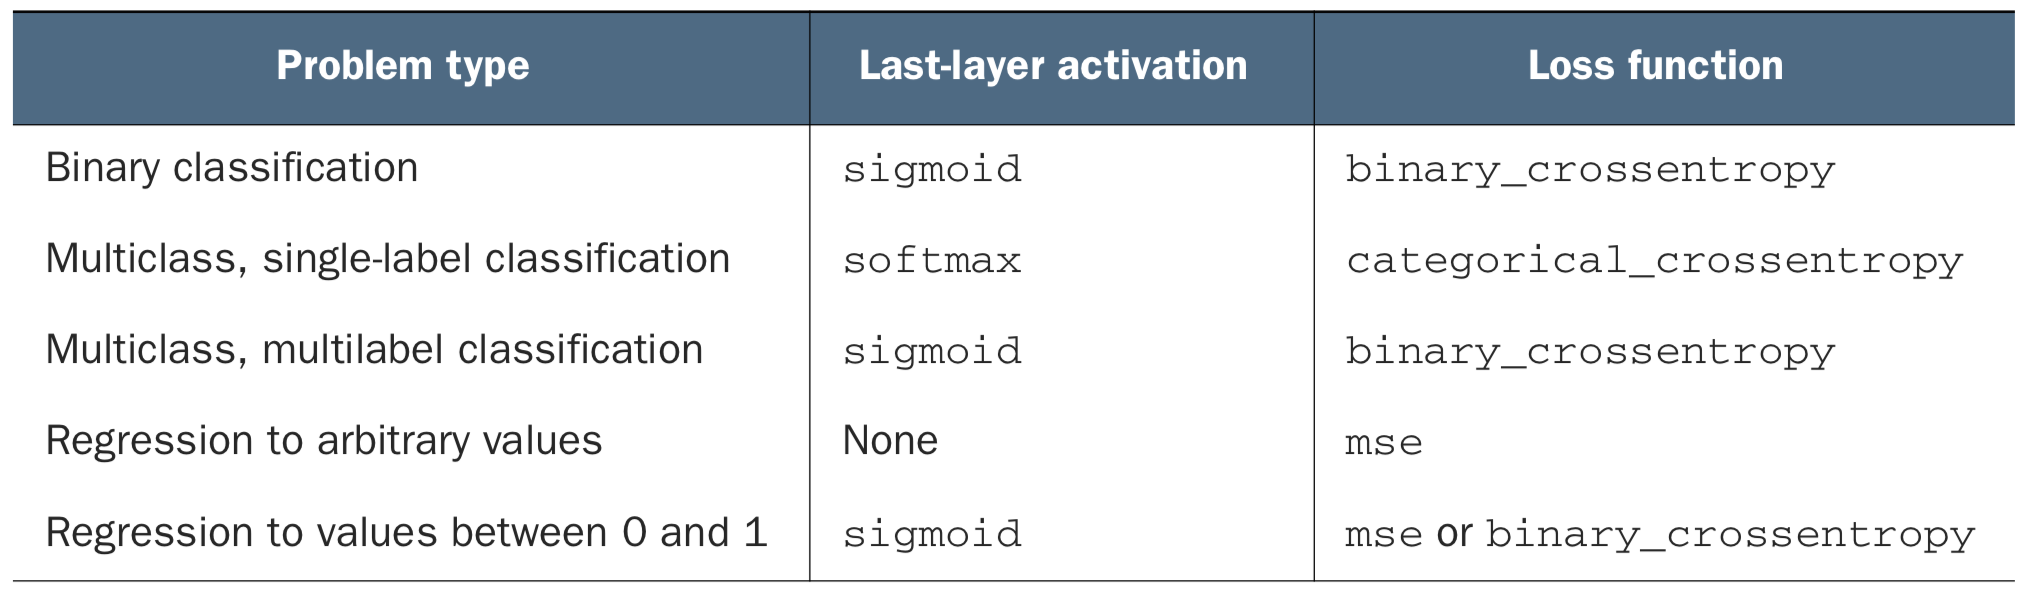 Problem type Last-layer activation Loss function
Binary classification sigmoid binary_crossentropy
Multiclass, single-label classification softmax categorical_crossentropy
Multiclass, multilabel classification sigmoid binary_crossentropy
Regression to arbitrary values None mse
Regression to values between 0 and 1 sigmoid mse or binary_crossentropy